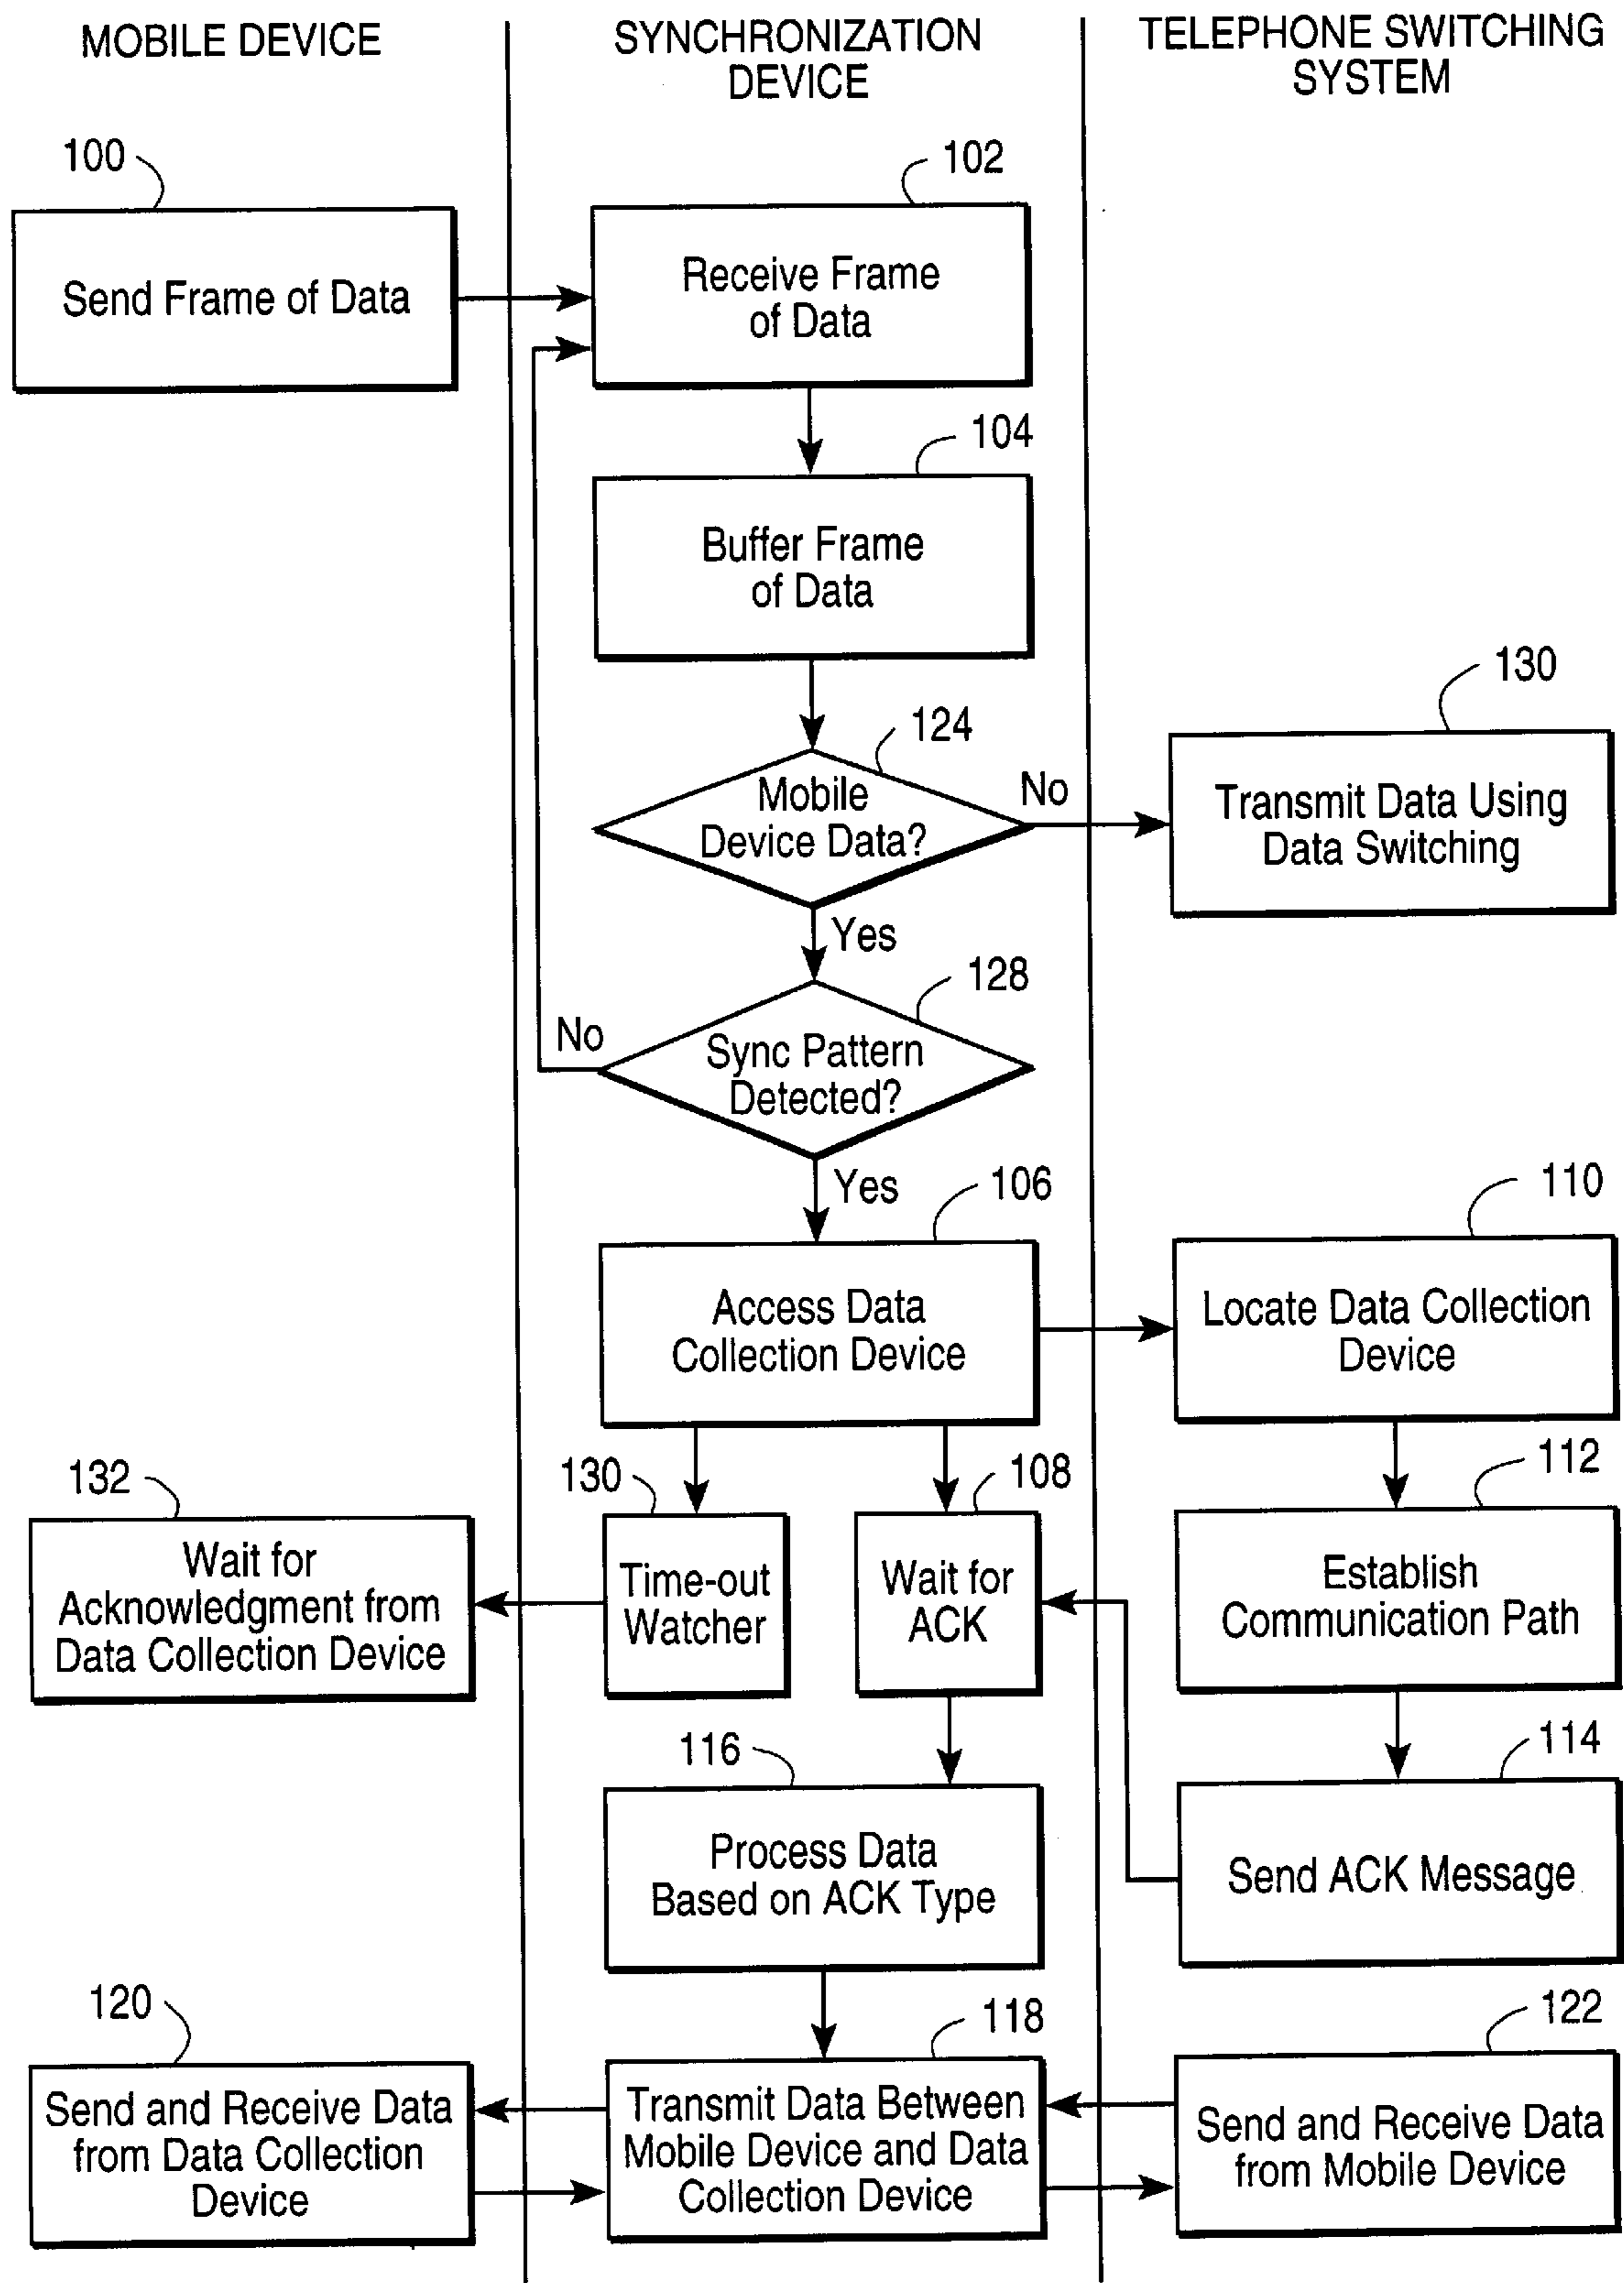 MOBILE DEVICE
SYNCHRONIZATION
DEVICE
TELEPHONE SWITCHING
SYSTEM
100
Send Frame of Data
102
Receive Frame
of Data
104
Buffer Frame
of Data
124
Mobile
Device Data?
No
130
Transmit Data Using
Data Switching
Yes
128
Sync Pattern
Detected?
No
Yes
106
Access Data
Collection Device
110
Locate Data Collection
Device
132
Wait for
Acknowledgment from
Data Collection Device
130
Time-out
Watcher
108
Wait for
ACK
112
Establish
Communication Path
116
Process Data
Based on ACK Type
114
Send ACK Message
120
Send and Receive Data
from Data Collection
Device
118
Transmit Data Between
Mobile Device and Data
Collection Device
122
Send and Receive Data
from Mobile Device